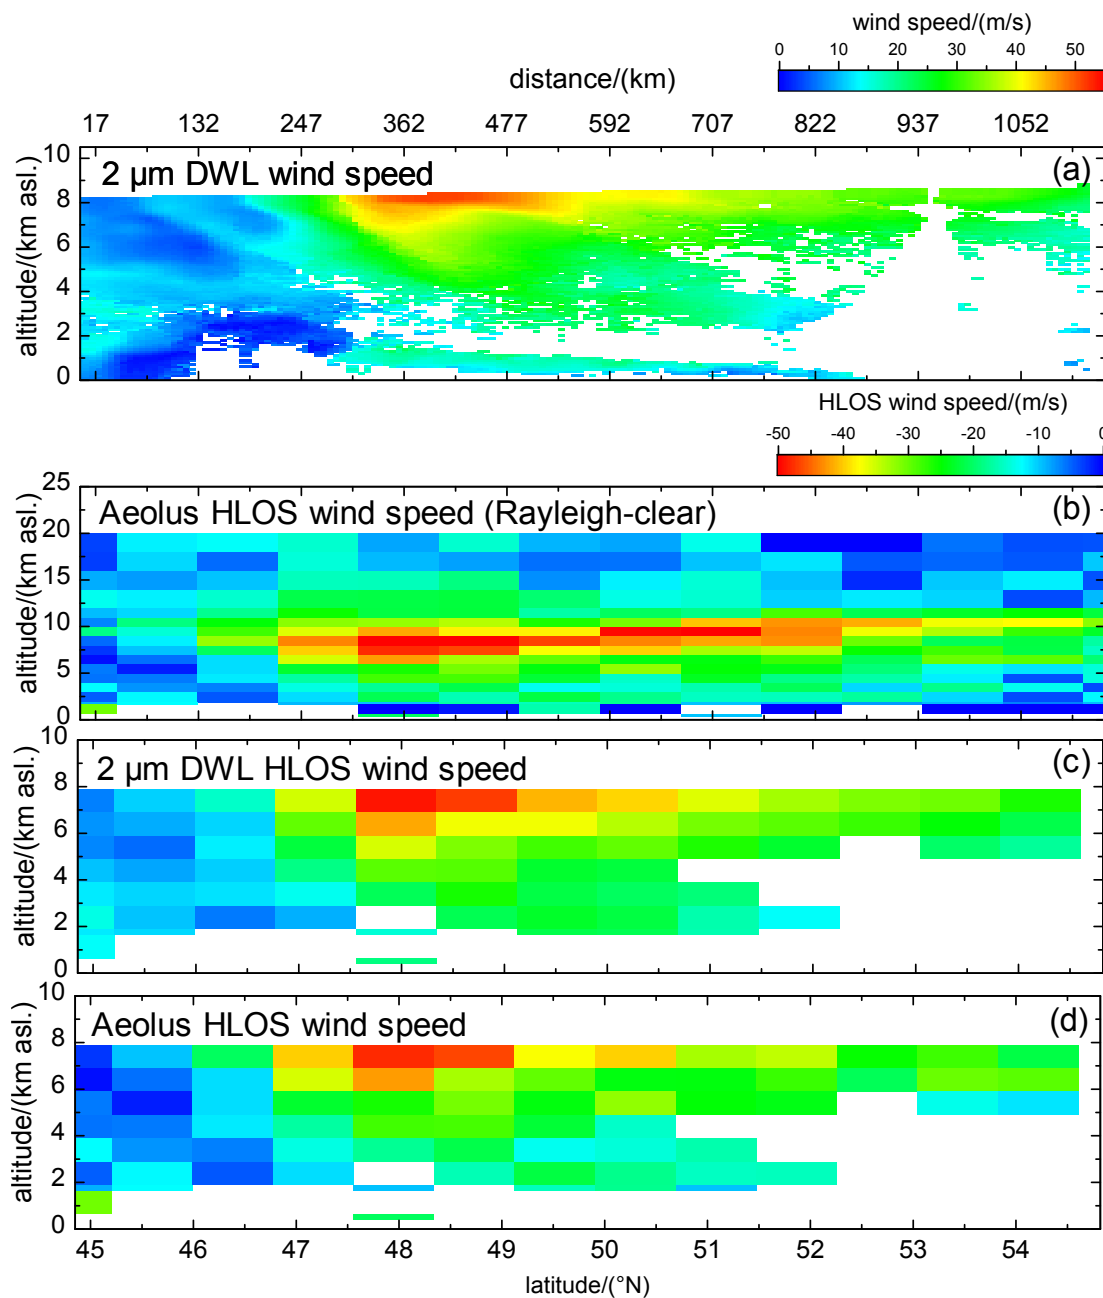 wind speed/(m/s)
0 10 20 30 40 50
distance/(km)
17 132 247 362 477 592 707 822 937 1052
altitude/(km asl.)
10
8
6
4
2
0
2 µm DWL wind speed
(a)
HLOS wind speed/(m/s)
-50 -40 -30 -20 -10 0
altitude/(km asl.)
25
20
15
10
5
0
Aeolus HLOS wind speed (Rayleigh-clear)
(b)
altitude/(km asl.)
10
8
6
4
2
0
2 µm DWL HLOS wind speed
(c)
altitude/(km asl.)
10
8
6
4
2
0
Aeolus HLOS wind speed
(d)
45 46 47 48 49 50 51 52 53 54
latitude/(°N)